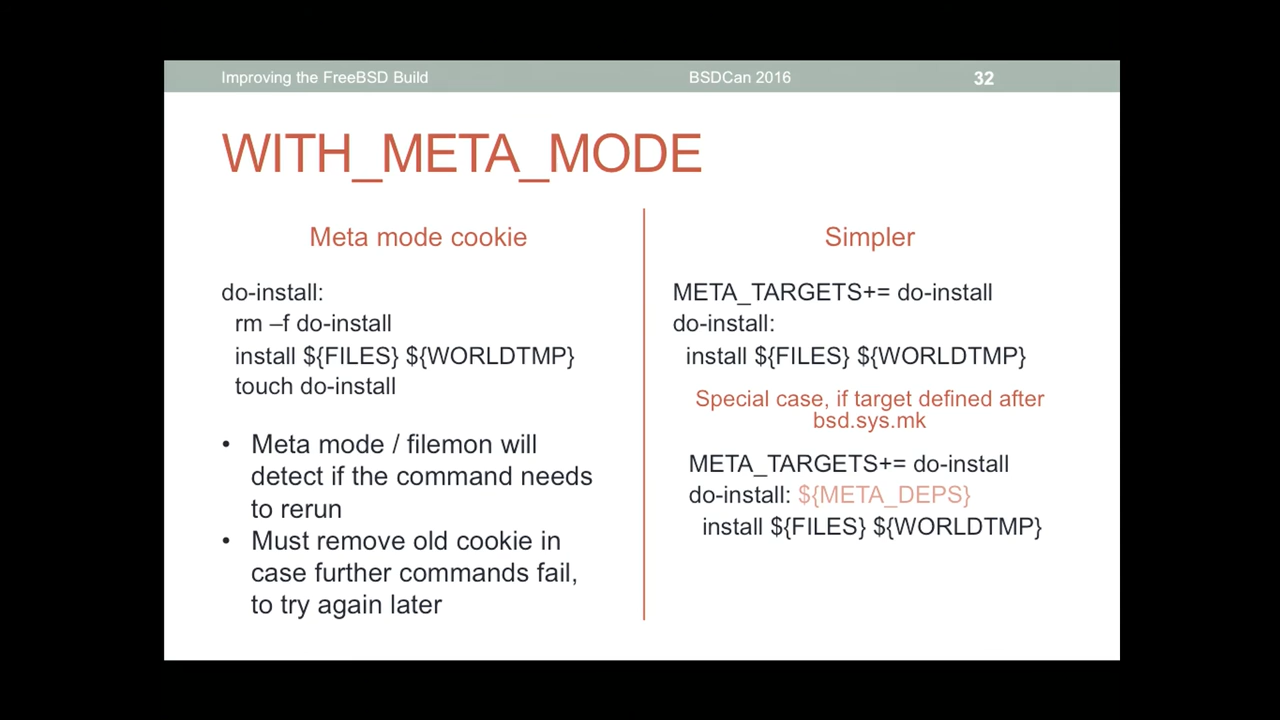 Improving the FreeBSD Build
BSDCan 2016
32
WITH_META_MODE
Meta mode cookie
do-install:
rm –f do-install
install ${FILES} ${WORLDTMP}
touch do-install
• Meta mode / filemon will
detect if the command needs
to rerun
• Must remove old cookie in
case further commands fail,
to try again later
Simpler
META_TARGETS+= do-install
do-install:
install ${FILES} ${WORLDTMP}
Special case, if target defined after
bsd.sys.mk
META_TARGETS+= do-install
do-install: ${META_DEPS}
install ${FILES} ${WORLDTMP}